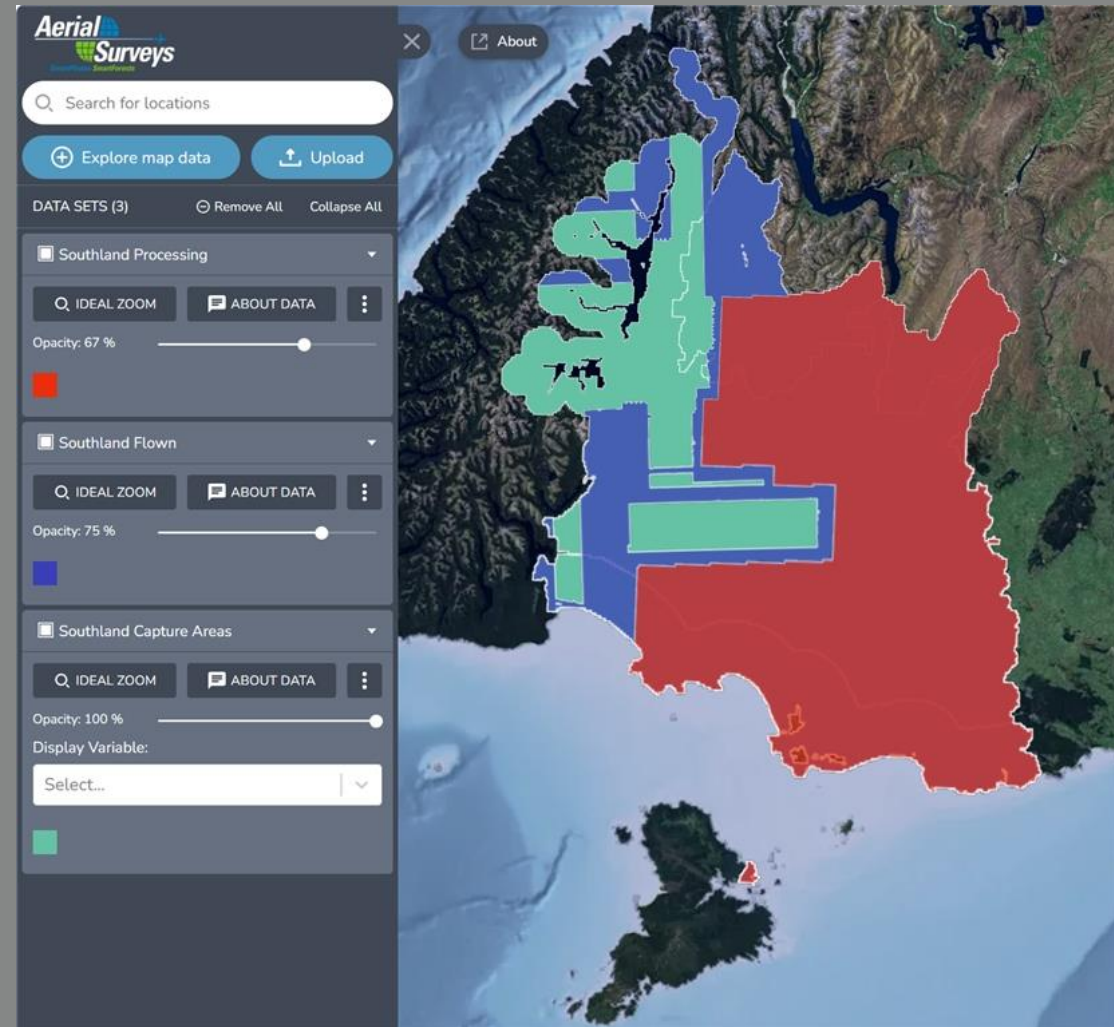 Aerial
Surveys
Search for locations
Explore map data
Upload
About
DATA SETS (3)
Remove All
Collapse All
Southland Processing
IDEAL ZOOM
ABOUT DATA
Opacity: 67 %
Southland Flown
IDEAL ZOOM
ABOUT DATA
Opacity: 75 %
Southland Capture Areas
IDEAL ZOOM
ABOUT DATA
Opacity: 100 %
Display Variable:
Select...